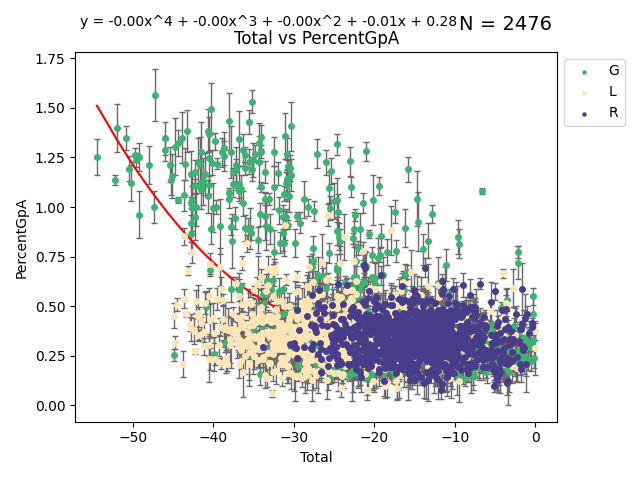 y = -0.00x^4 + -0.00x^3 + -0.00x^2 + -0.01x + 0.28 N = 2476
Total vs PercentGpA
1.75
1.50
1.25
1.00
0.75
0.50
0.25
0.00
PercentGpA
−50 −40 −30 −20 −10 0
Total
G
L
R